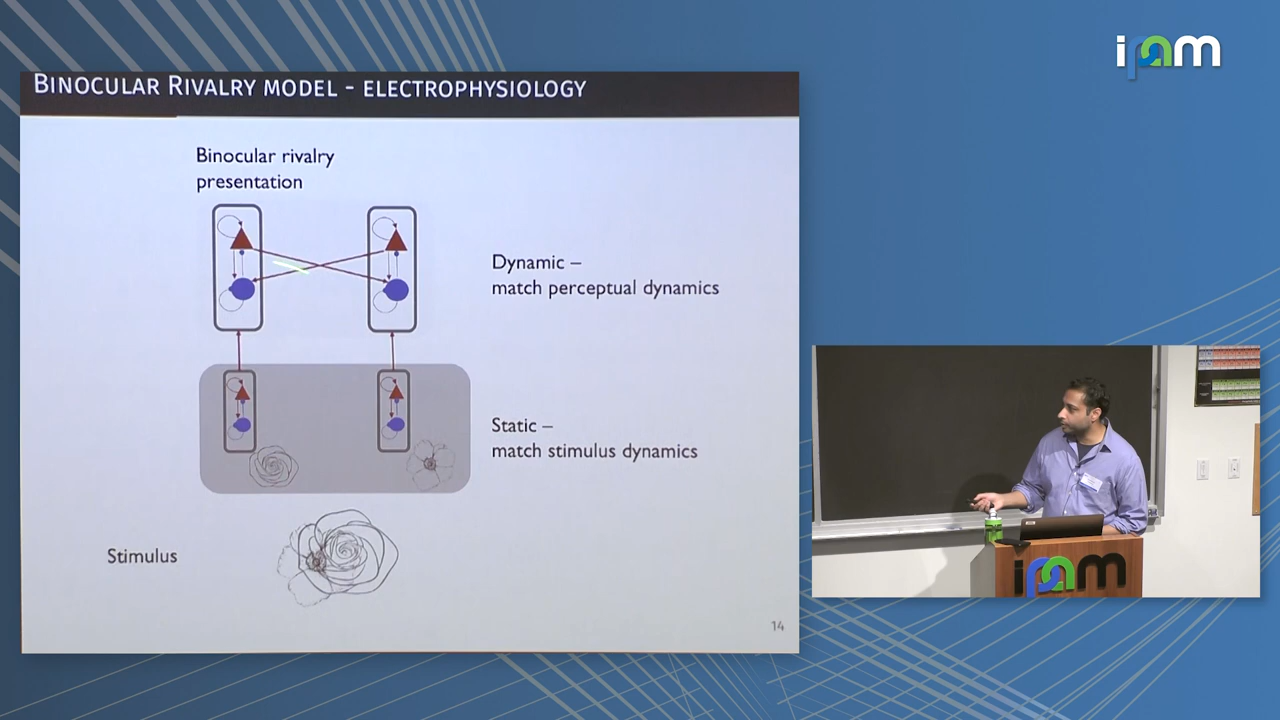 ipam
BINOCULAR RIVALRY MODEL - ELECTROPHYSIOLOGY
Binocular rivalry
presentation
Dynamic –
match perceptual dynamics
Static –
match stimulus dynamics
Stimulus
14
ipam